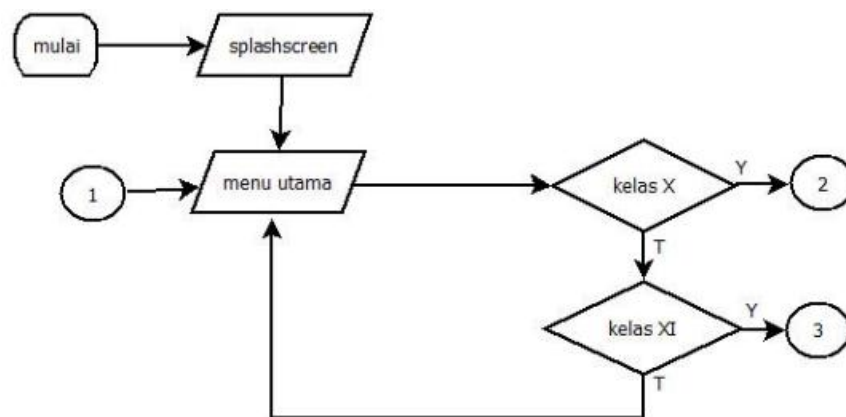 mulai
splashscreen
1
menu utama
kelas X
Y
2
T
kelas XI
Y
3
T